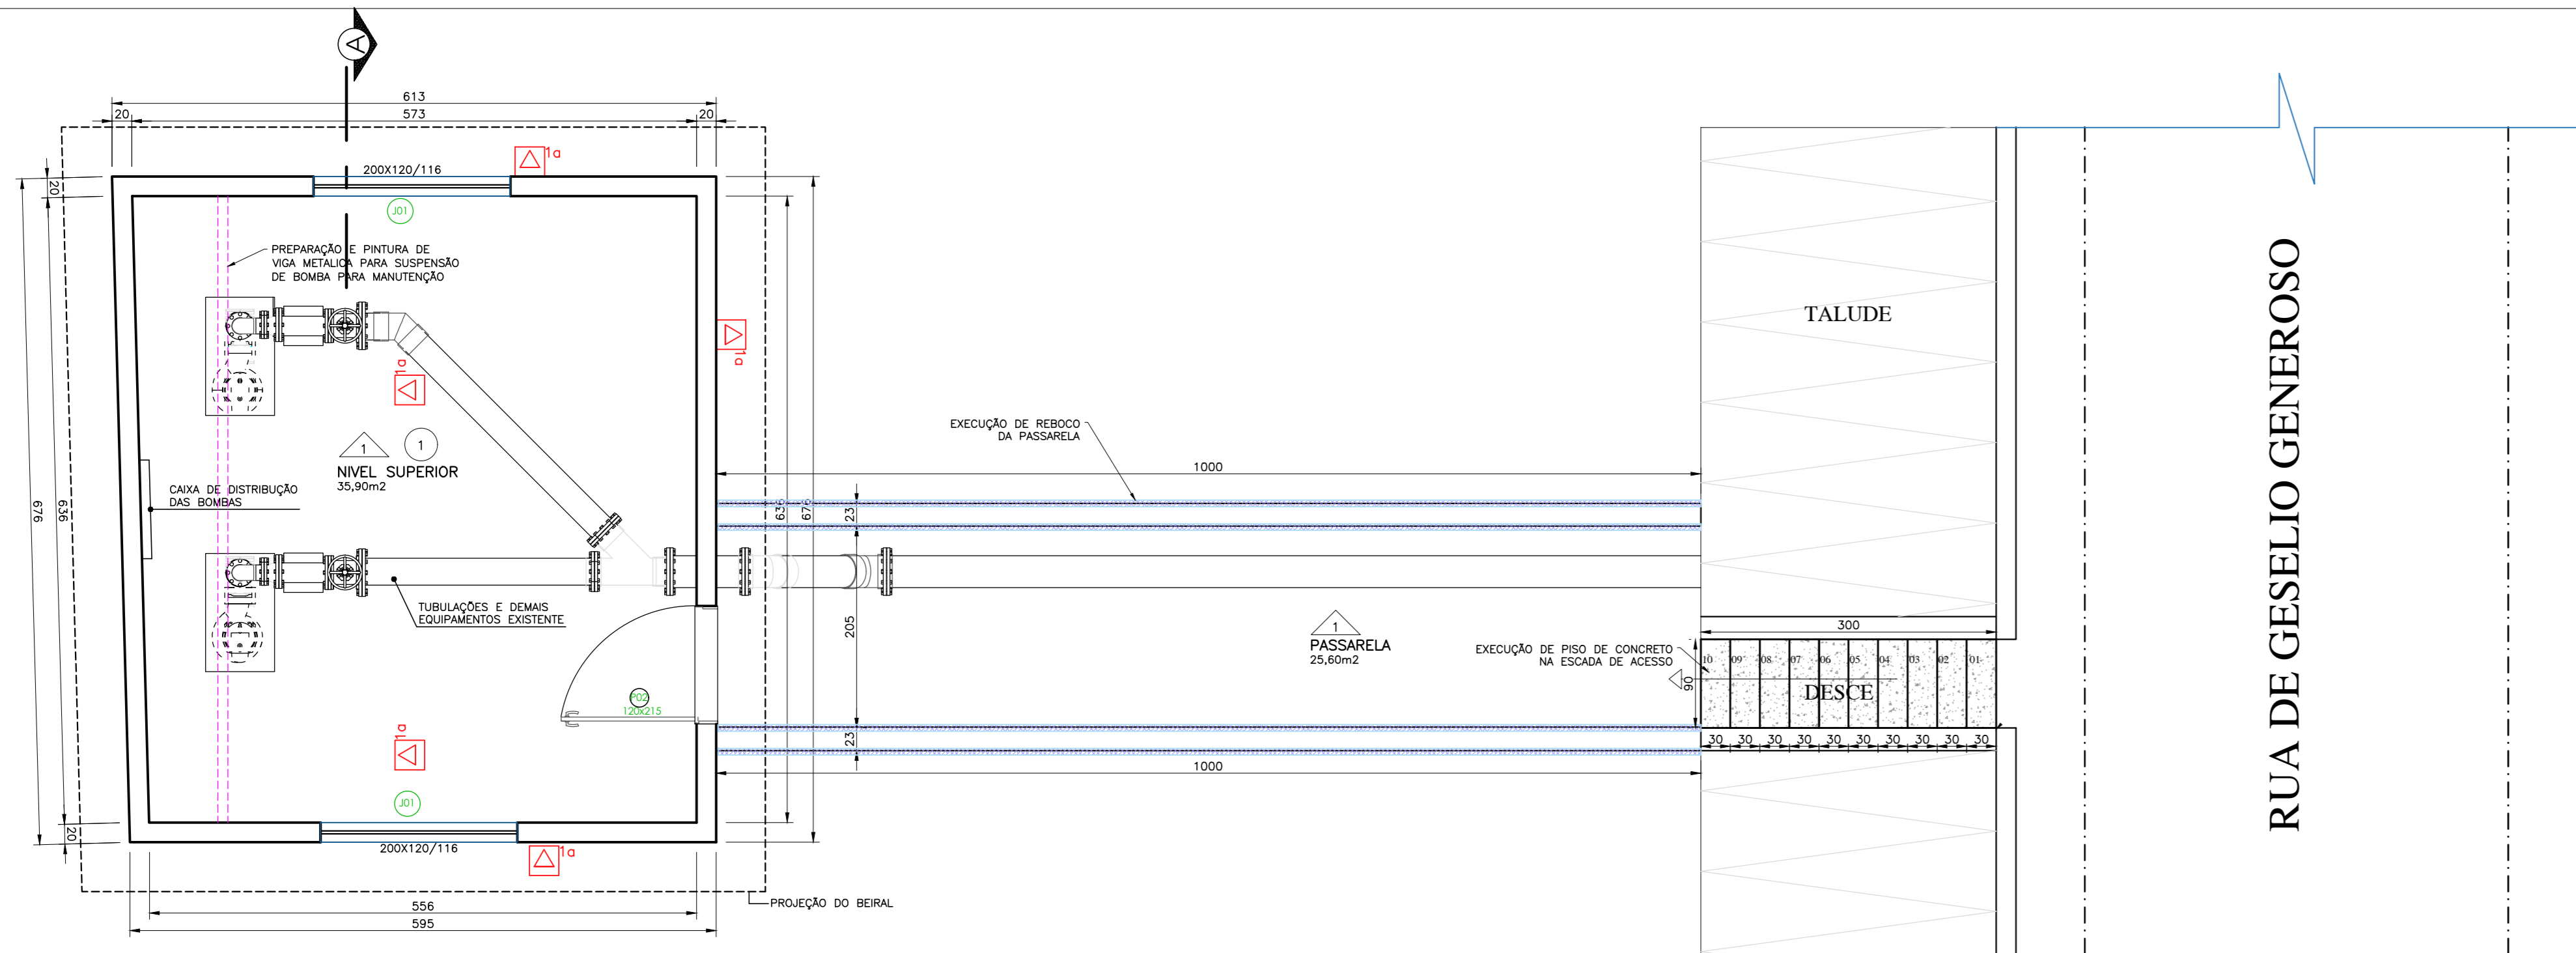 A
613
20
573
20
200X120/116
1a
J01
20
PREPARAÇÃO E PINTURA DE
VIGA METALICA PARA SUSPENSÃO
DE BOMBA PARA MANUTENÇÃO
1a
1a
1
1
NIVEL SUPERIOR
35,90m2
CAIXA DE DISTRIBUÇÃO
DAS BOMBAS
676
636
TUBULAÇÕES E DEMAIS
EQUIPAMENTOS EXISTENTE
P02
120x215
1a
J01
200X120/116
1a
20
556
595
PROJEÇÃO DO BEIRAL
EXECUÇÃO DE REBOCO
DA PASSARELA
1000
23
205
23
1000
1
PASSARELA
25,60m2
EXECUÇÃO DE PISO DE CONCRETO
NA ESCADA DE ACESSO
TALUDE
300
90
10 09 08 07 06 05 04 03 02 01
DESCE
30 30 30 30 30 30 30 30 30 30
RUA DE GESELIO GENEROSO